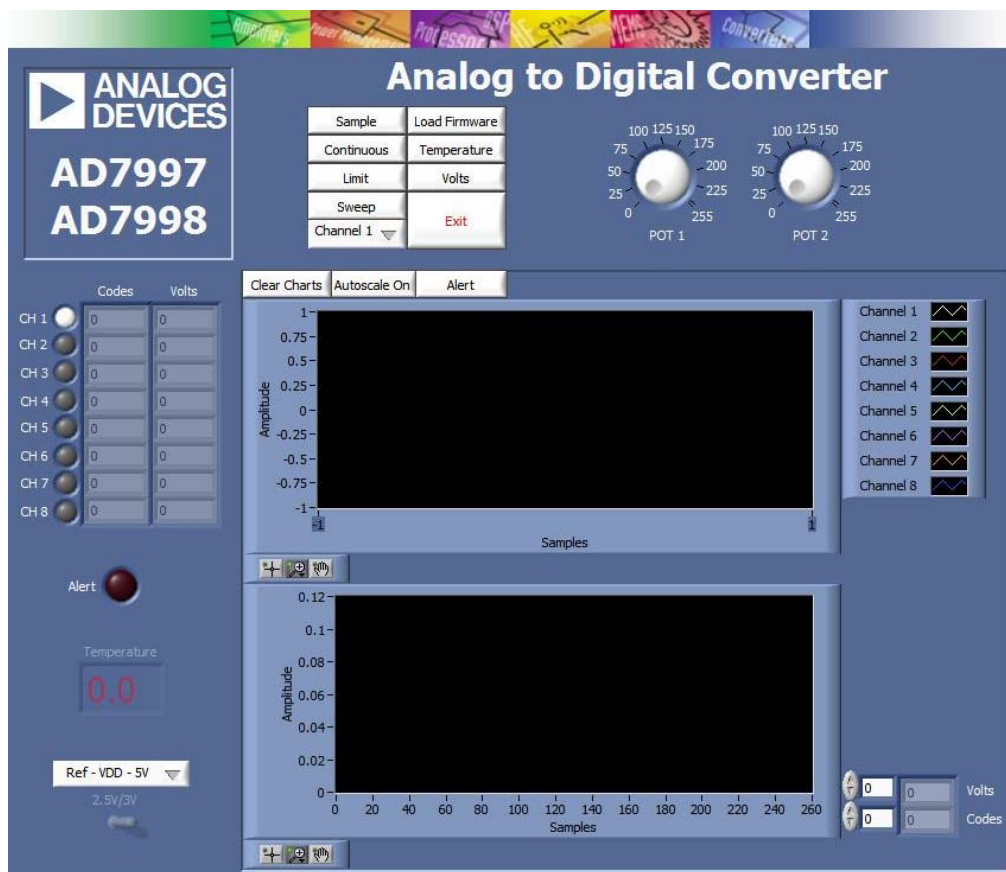 Amplifiers Power Management Processors DSP RF MEMS Converters
ANALOG
DEVICES
AD7997
AD7998
Analog to Digital Converter
Sample Load Firmware
Continuous Temperature
Limit Volts
Sweep
Channel 1 Exit
0 25 50 75 100 125 150 175 200 225 255
POT 1
0 25 50 75 100 125 150 175 200 225 255
POT 2
Codes Volts
CH 1 0 0
CH 2 0 0
CH 3 0 0
CH 4 0 0
CH 5 0 0
CH 6 0 0
CH 7 0 0
CH 8 0 0
Alert
Temperature
0.0
Ref - VDD - 5V
2.5V/3V
Clear Charts Autoscale On Alert
Amplitude
1
0.75
0.5
0.25
0
-0.25
-0.5
-0.75
-1
-1 1
Samples
Channel 1
Channel 2
Channel 3
Channel 4
Channel 5
Channel 6
Channel 7
Channel 8
Amplitude
0.12
0.1
0.08
0.06
0.04
0.02
0
0 20 40 60 80 100 120 140 160 180 200 220 240 260
Samples
0 0 Volts
0 0 Codes